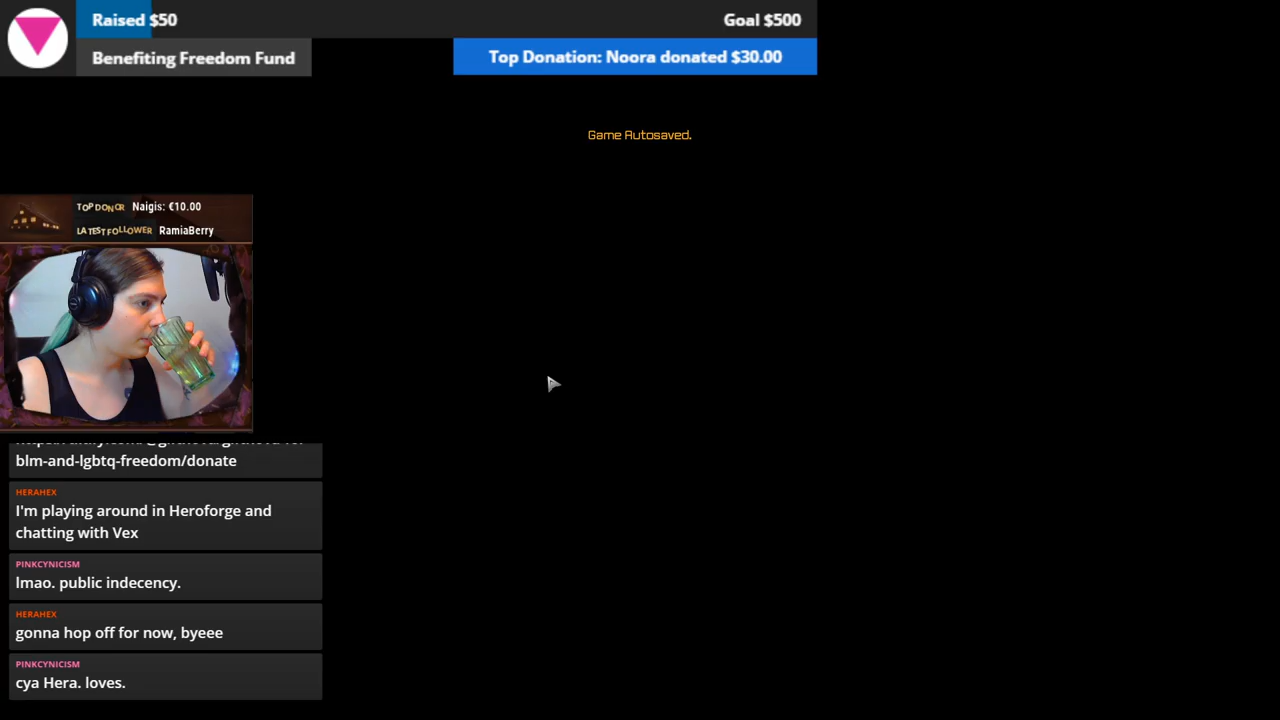 Raised $50
Goal $500
Benefiting Freedom Fund
Top Donation: Noora donated $30.00
Game Autosaved.
TOP DONOR Naigis: €10.00
LATEST FOLLOWER RamiaBerry
blm-and-lgbtq-freedom/donate
HERAHEX
I'm playing around in Heroforge and
chatting with Vex
PINKCYNICISM
lmao. public indecency.
HERAHEX
gonna hop off for now, byeee
PINKCYNICISM
cya Hera. loves.